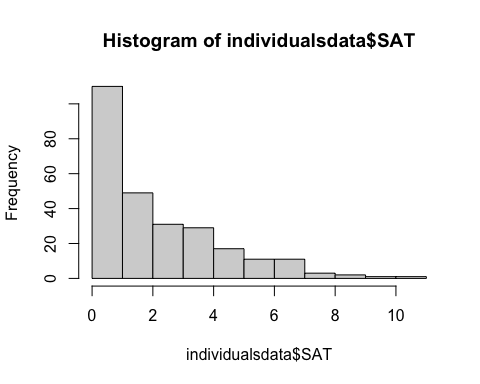 Histogram of individualsdata$SAT
Frequency
0 20 40 60 80
0 2 4 6 8 10
individualsdata$SAT